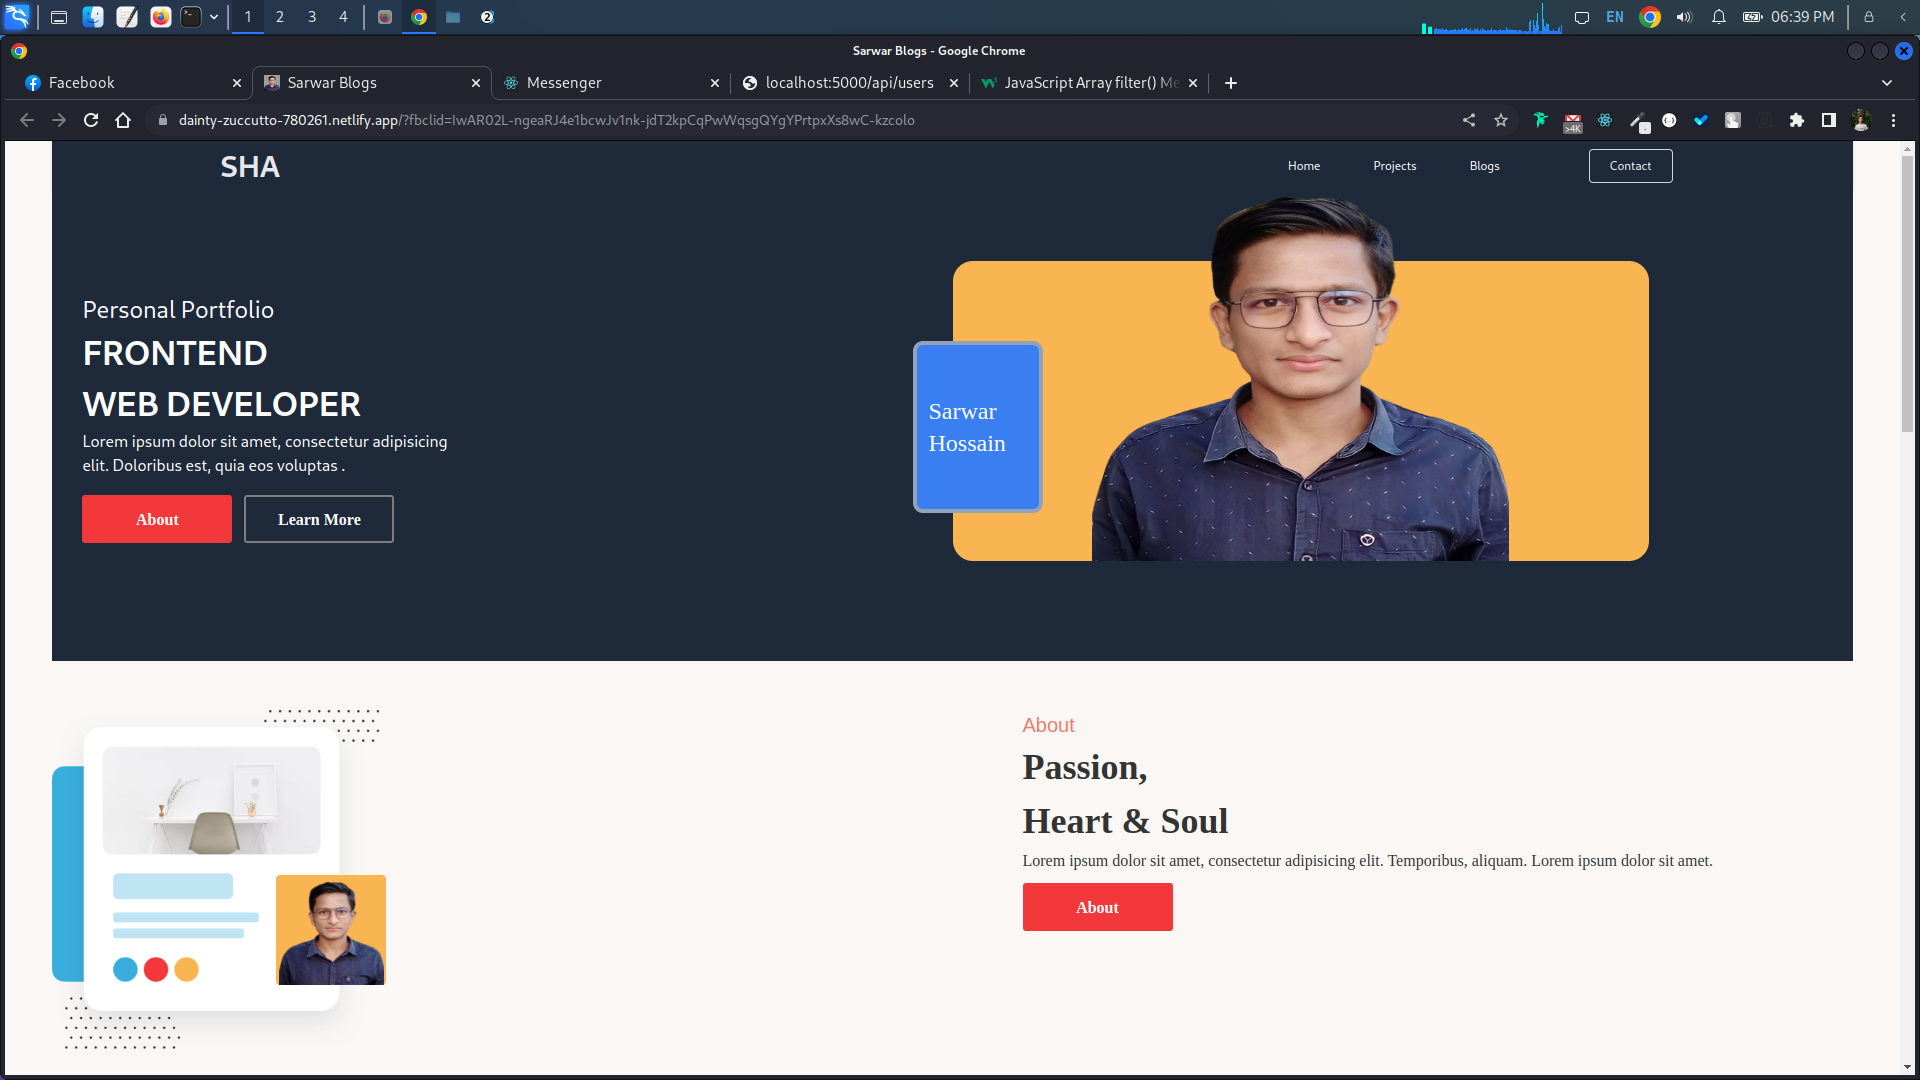 1 2 3 4
EN
06:39 PM
Sarwar Blogs - Google Chrome
Facebook
Sarwar Blogs
Messenger
localhost:5000/api/users
JavaScript Array filter() Me
dainty-zuccutto-780261.netlify.app/?fbclid=IwAR02L-ngeaRJ4e1bcwJv1nk-jdT2kpCqPwWqsgQYgYPrtpxXs8wC-kzcolo
>4K
SHA
Home
Projects
Blogs
Contact
Personal Portfolio
FRONTEND
WEB DEVELOPER
Lorem ipsum dolor sit amet, consectetur adipisicing
elit. Doloribus est, quia eos voluptas .
About
Learn More
Sarwar
Hossain
About
Passion,
Heart & Soul
Lorem ipsum dolor sit amet, consectetur adipisicing elit. Temporibus, aliquam. Lorem ipsum dolor sit amet.
About